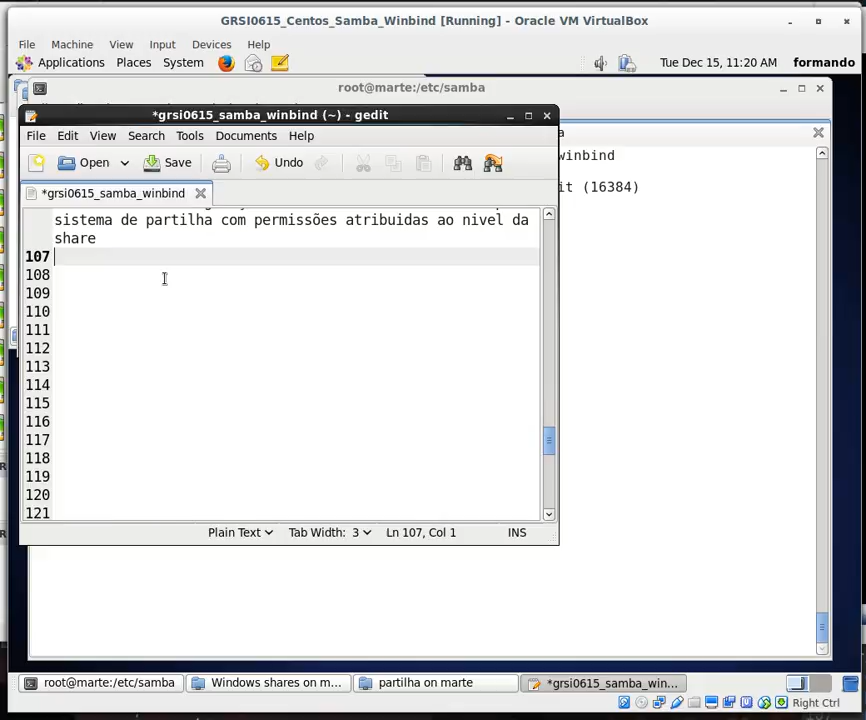 GRSI0615_Centos_Samba_Winbind [Running] - Oracle VM VirtualBox
File Machine View Input Devices Help
Applications Places System Tue Dec 15, 11:20 AM formando
root@marte:/etc/samba
*grsi0615_samba_winbind (~) - gedit
File Edit View Search Tools Documents Help
Open Save Undo
*grsi0615_samba_winbind
winbind
it (16384)
sistema de partilha com permissões atribuidas ao nivel da
share
107
108
109
110
111
112
113
114
115
116
117
118
119
120
121
Plain Text Tab Width: 3 Ln 107, Col 1 INS
root@marte:/etc/samba Windows shares on m... partilha on marte *grsi0615_samba_win...
Right Ctrl